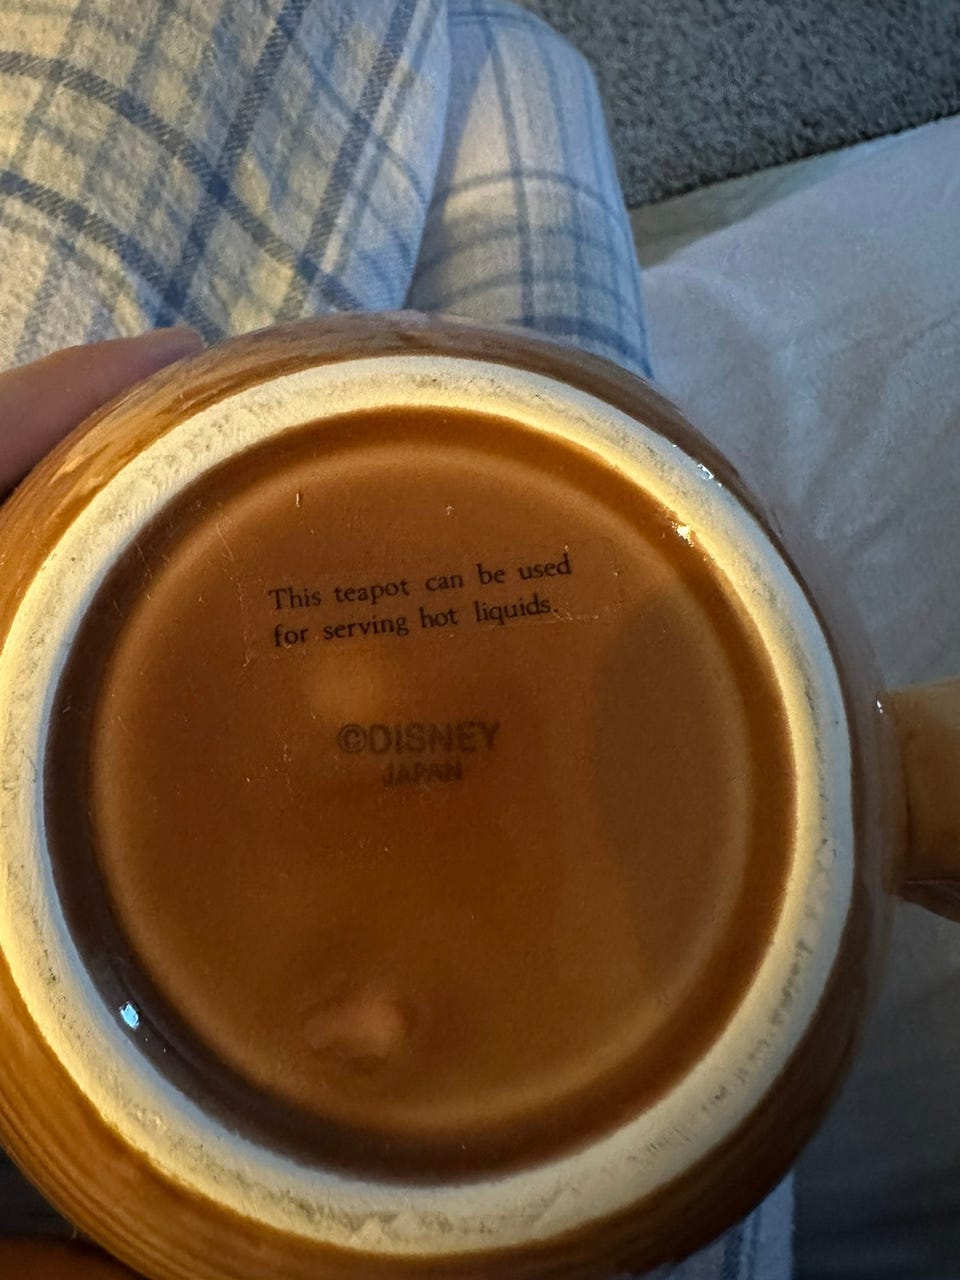 This teapot can be used
for serving hot liquids.
©DISNEY
JAPAN